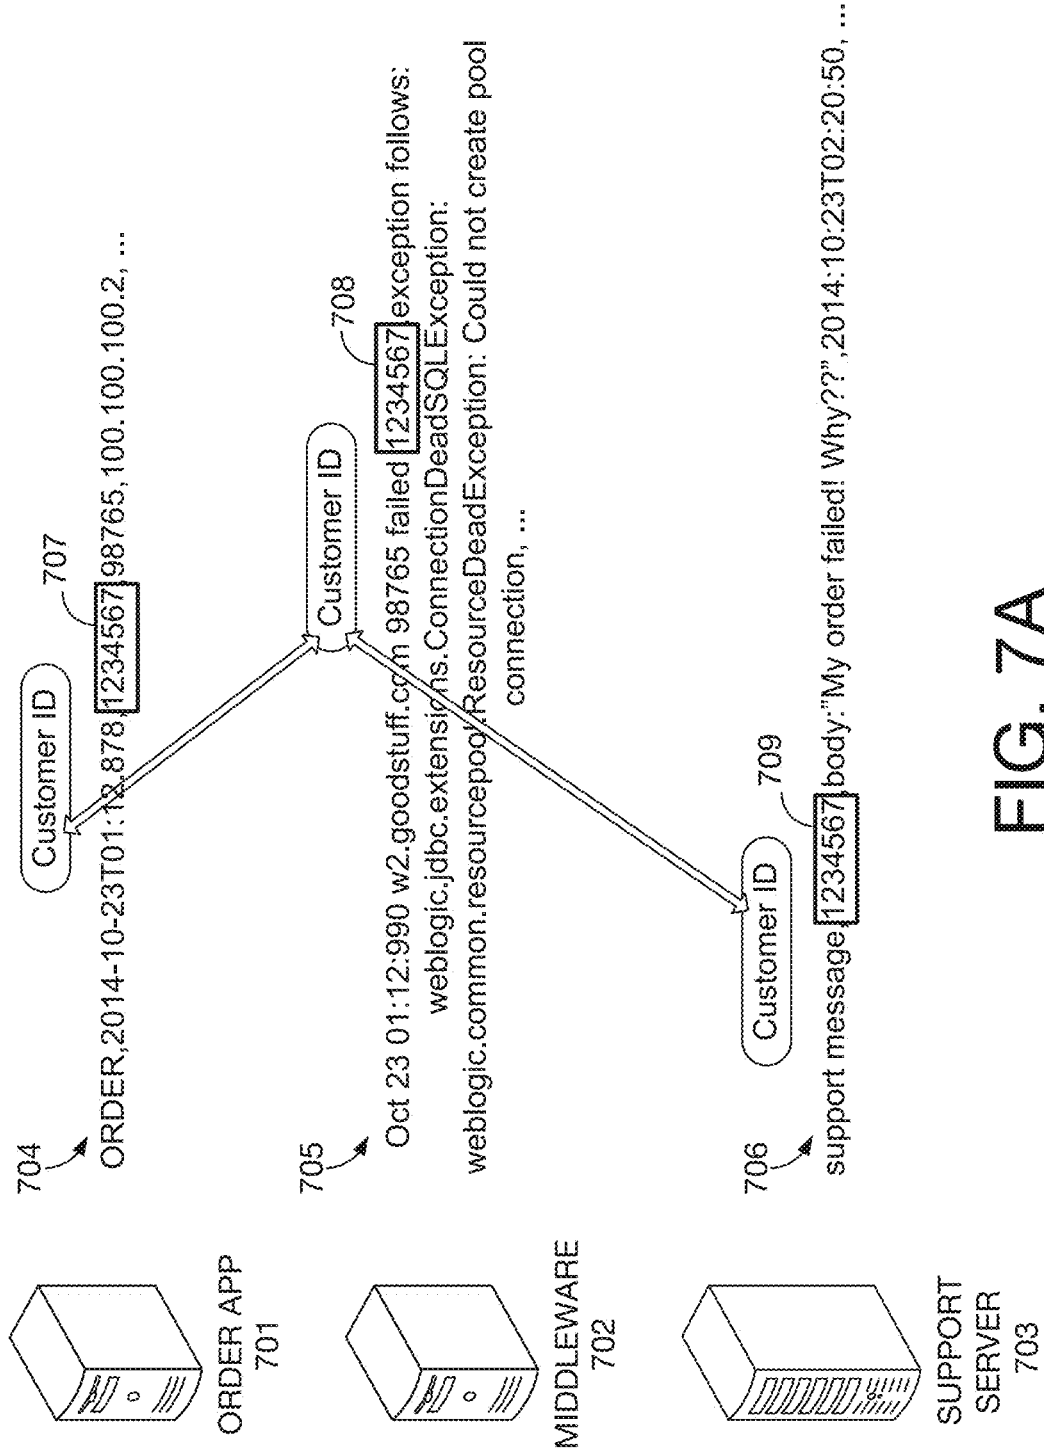 704
Customer ID
707
ORDER,2014-10-23T01:12.878,1234567,98765,100.100.100.2, ...
ORDER APP
701
705
Customer ID
708
Oct 23 01:12:990 w2.goodstuff.com 98765 failed 1234567 exception follows:
weblogic.jdbc.extensions.ConnectionDeadSQLException:
weblogic.common.resourcepool.ResourceDeadException: Could not create pool
connection, ...
MIDDLEWARE
702
706
Customer ID
709
support message,1234567,body:"My order failed! Why??",2014:10:23T02:20:50, ...
SUPPORT
SERVER
703
FIG. 7A